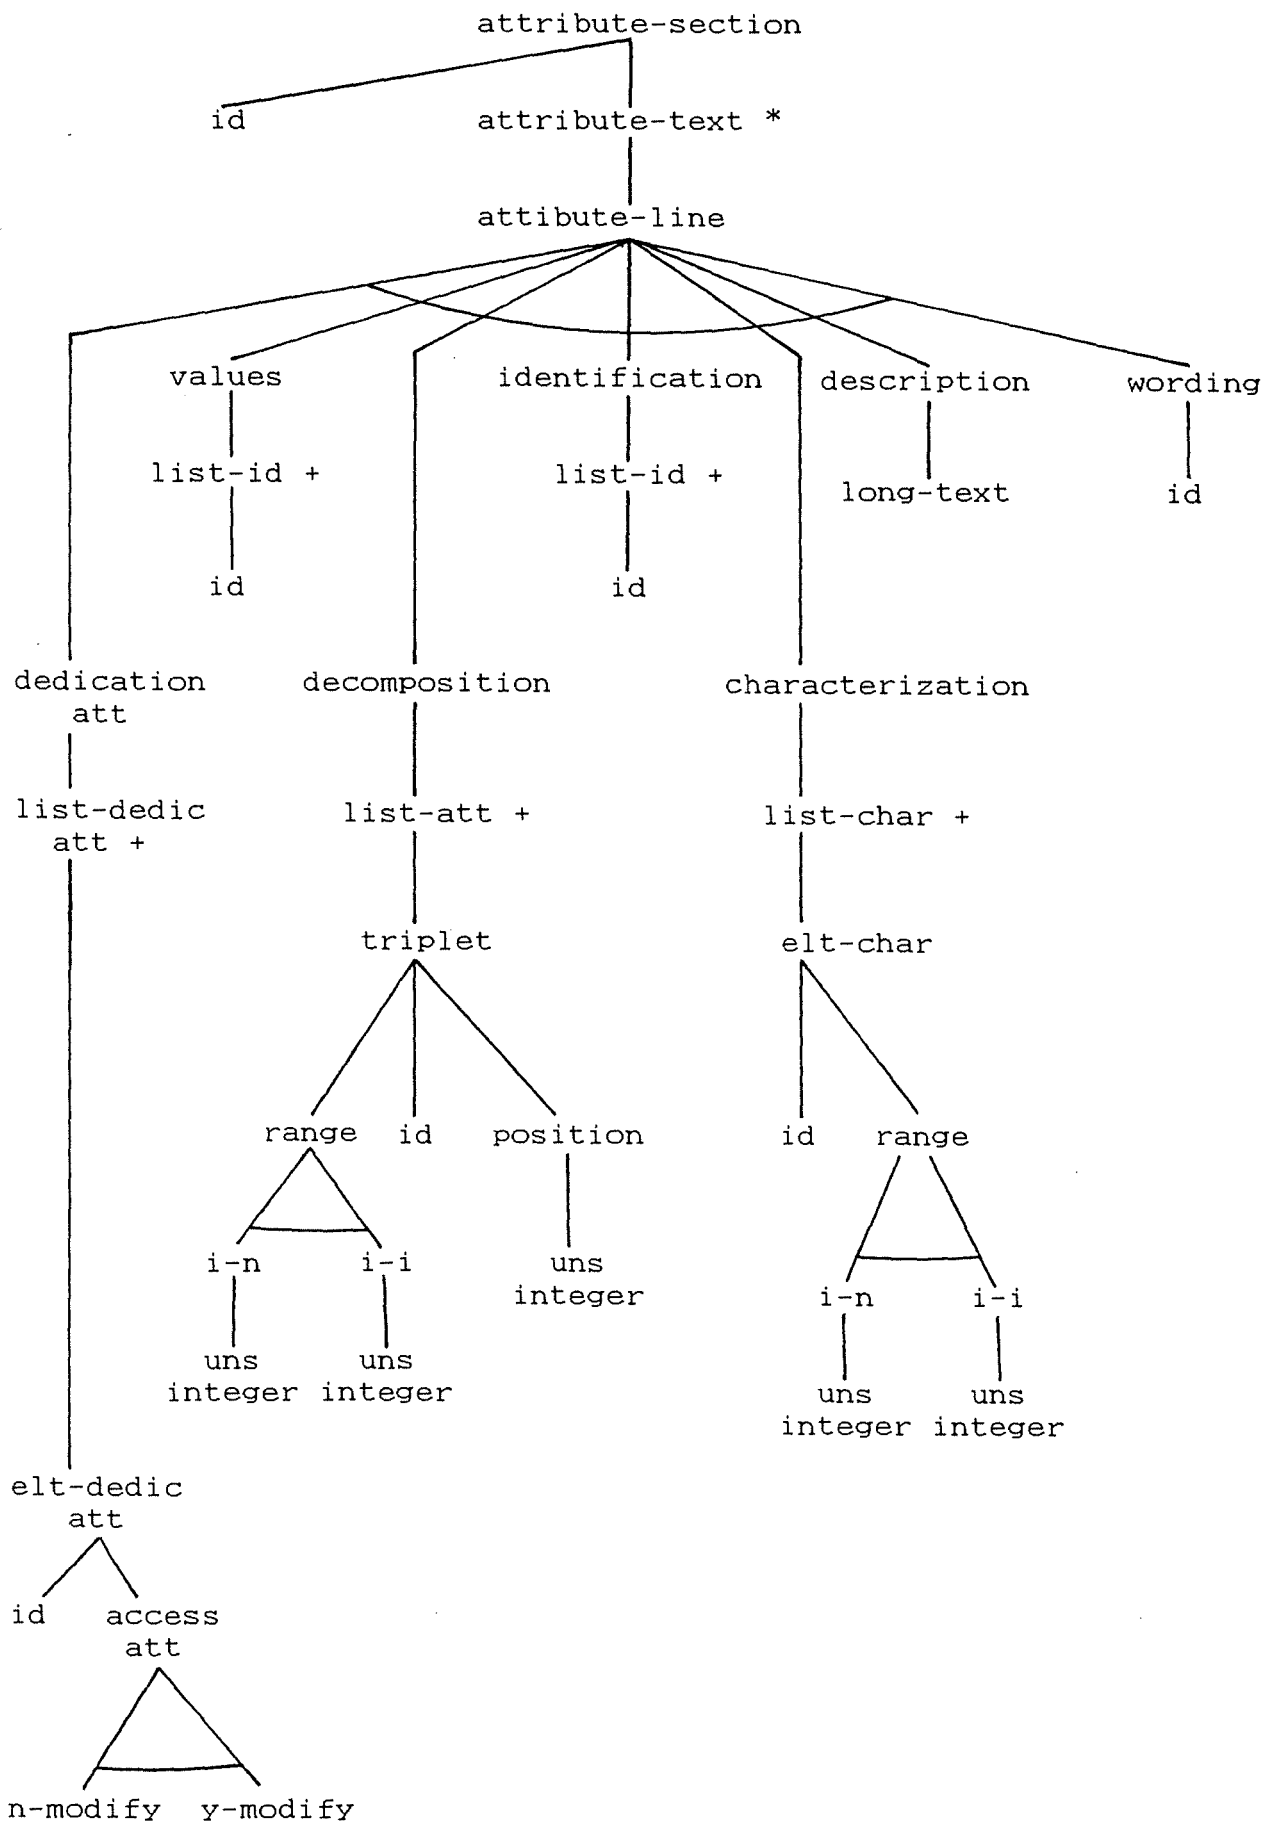 attribute-section
id attribute-text *
attibute-line
values identification description wording
list-id + list-id + long-text id
id id
dedication att decomposition characterization
list-dedic att + list-att + list-char +
triplet elt-char
range id position id range
i-n i-i uns integer i-n i-i
uns integer uns integer uns integer uns integer
elt-dedic att
id access att
n-modify y-modify